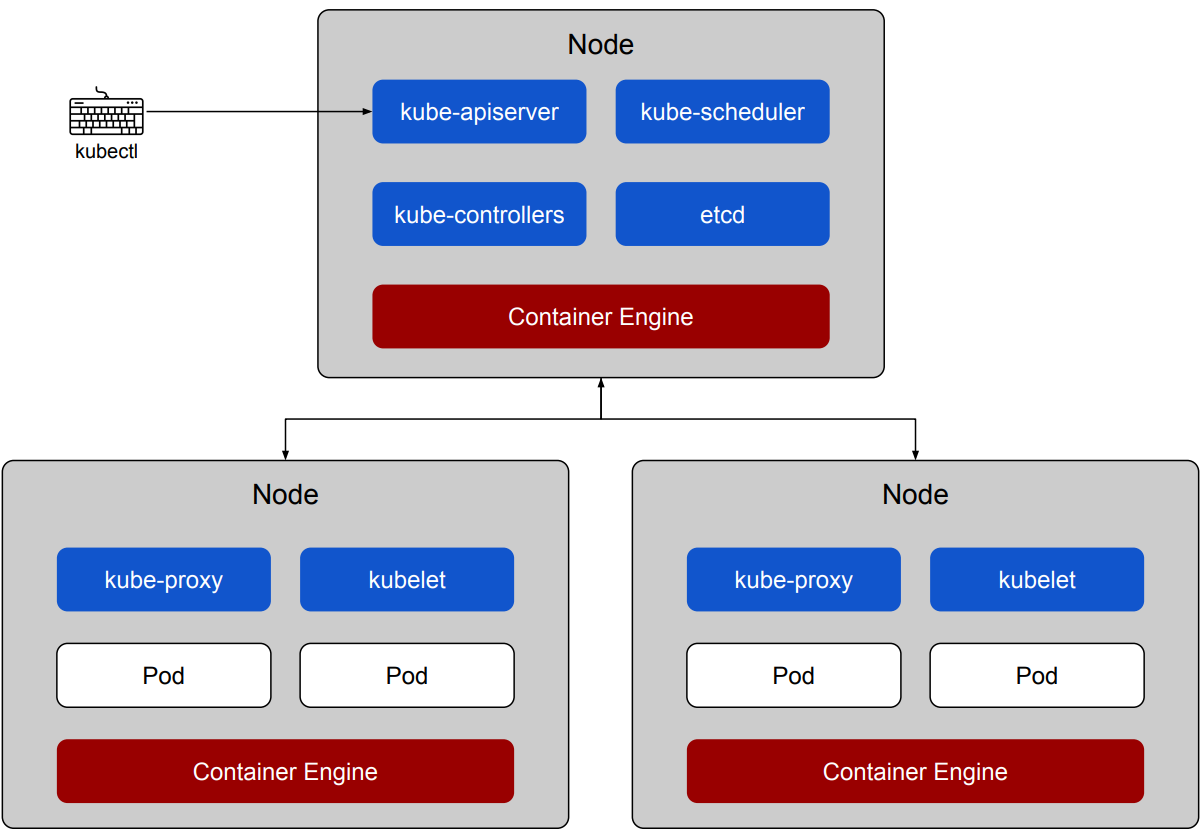 Node
kube-apiserver
kube-scheduler
kubectl
kube-controllers
etcd
Container Engine
Node
kube-proxy
kubelet
Pod
Pod
Container Engine
Node
kube-proxy
kubelet
Pod
Pod
Container Engine